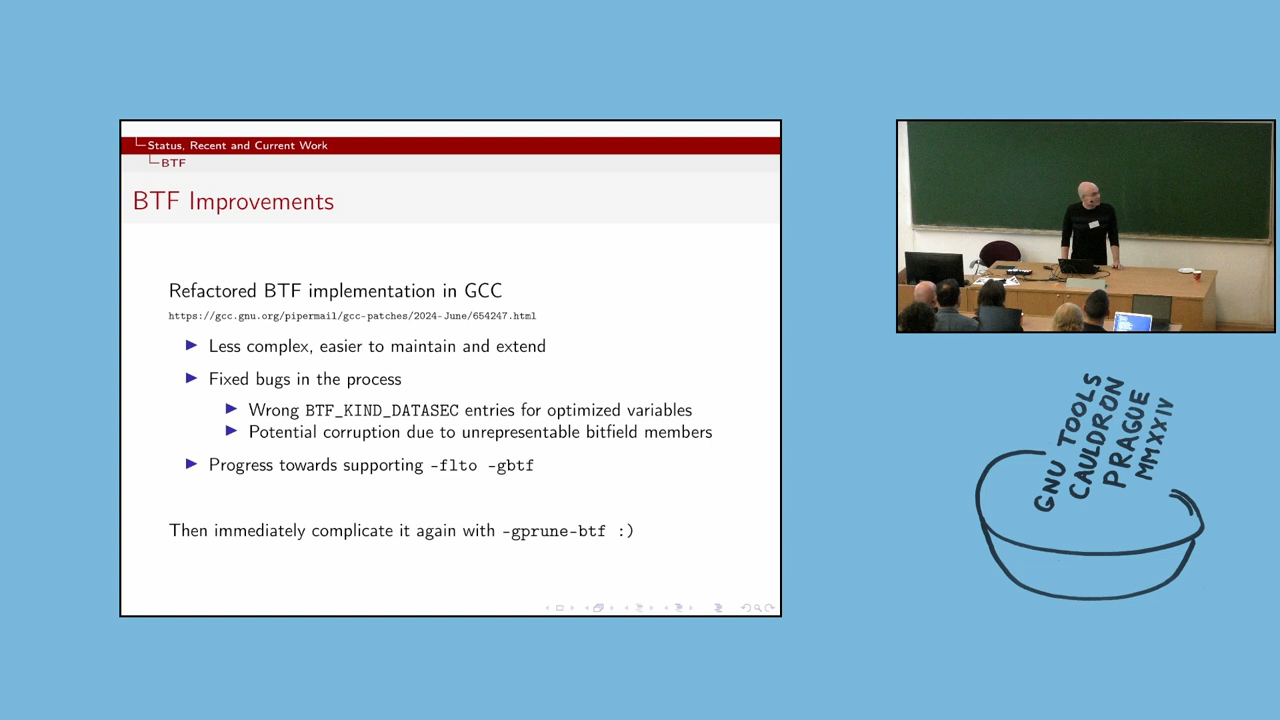 Status, Recent and Current Work
BTF
BTF Improvements
Refactored BTF implementation in GCC
https://gcc.gnu.org/pipermail/gcc-patches/2024-June/654247.html
Less complex, easier to maintain and extend
Fixed bugs in the process
Wrong BTF_KIND_DATASEC entries for optimized variables
Potential corruption due to unrepresentable bitfield members
Progress towards supporting -flto -gbtf
Then immediately complicate it again with -gprune-btf :)
GNU TOOLS
CAULDRON
PRAGUE
MMXXIV